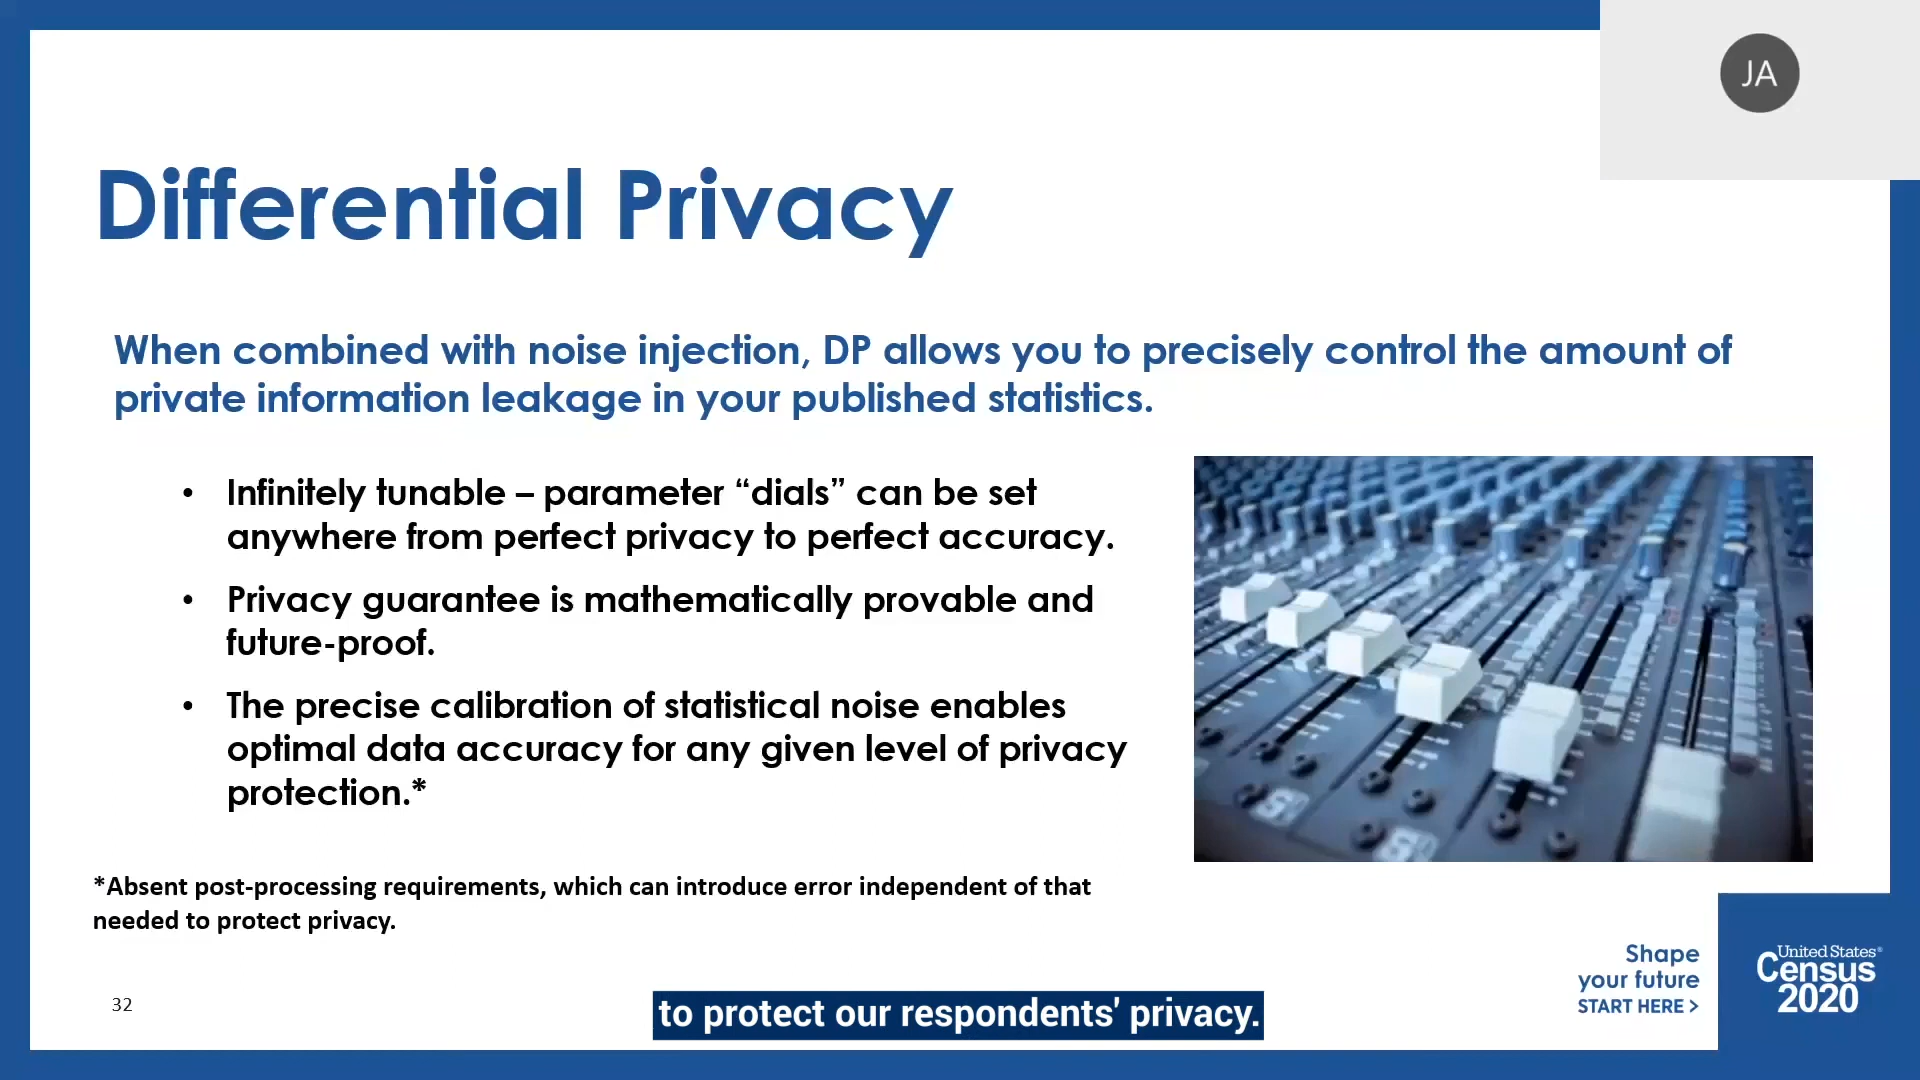 JA
Differential Privacy
When combined with noise injection, DP allows you to precisely control the amount of
private information leakage in your published statistics.
• Infinitely tunable – parameter “dials” can be set
anywhere from perfect privacy to perfect accuracy.
• Privacy guarantee is mathematically provable and
future-proof.
• The precise calibration of statistical noise enables
optimal data accuracy for any given level of privacy
protection.*
*Absent post-processing requirements, which can introduce error independent of that
needed to protect privacy.
32
to protect our respondents' privacy.
Shape
your future
START HERE >
United States®
Census
2020